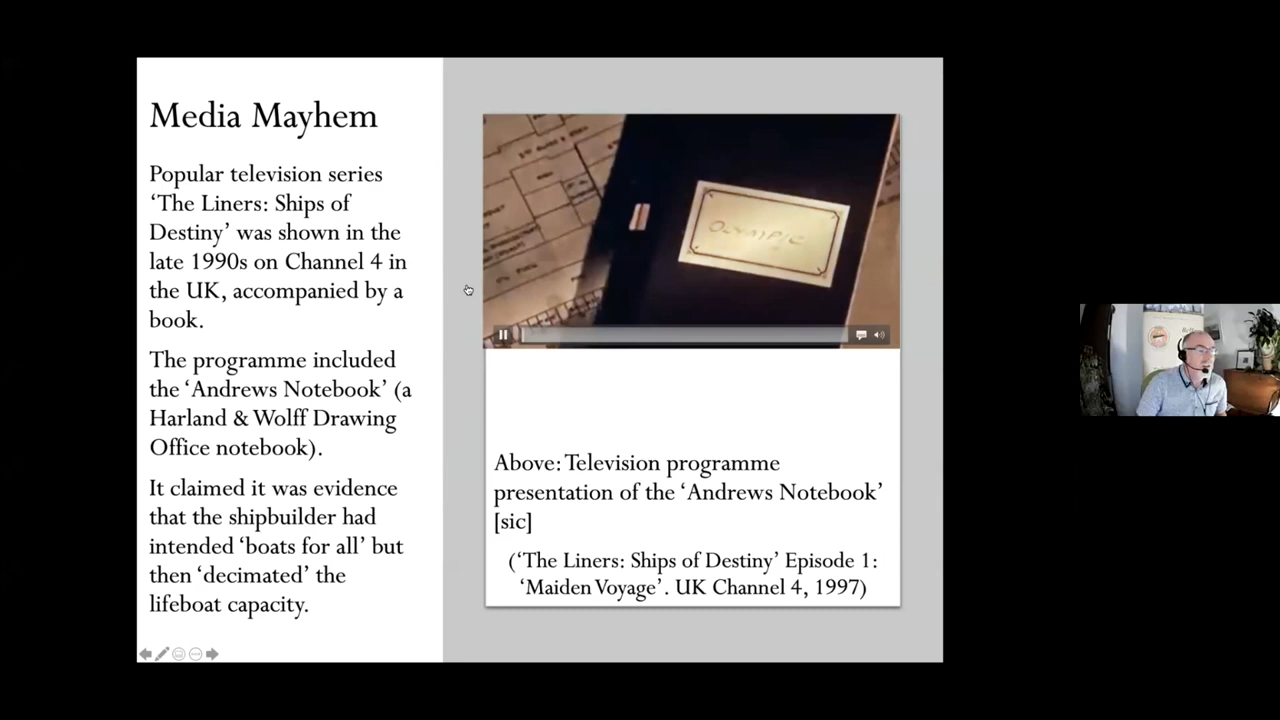 Media Mayhem
Popular television series
‘The Liners: Ships of
Destiny’ was shown in the
late 1990s on Channel 4 in
the UK, accompanied by a
book.
The programme included
the ‘Andrews Notebook’ (a
Harland & Wolff Drawing
Office notebook).
It claimed it was evidence
that the shipbuilder had
intended ‘boats for all’ but
then ‘decimated’ the
lifeboat capacity.
OLYMPIC
Above: Television programme
presentation of the ‘Andrews Notebook’
[sic]
(‘The Liners: Ships of Destiny’ Episode 1:
‘Maiden Voyage’. UK Channel 4, 1997)